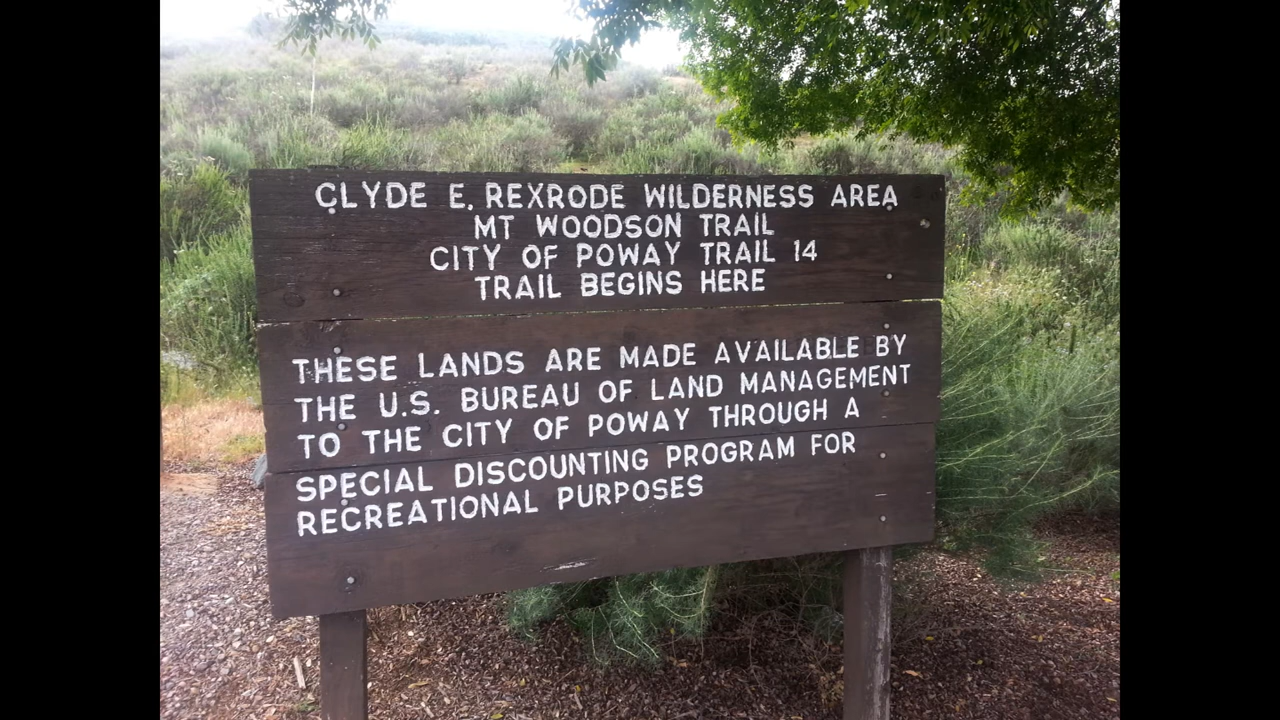 CLYDE E. REXRODE WILDERNESS AREA
MT WOODSON TRAIL
CITY OF POWAY TRAIL 14
TRAIL BEGINS HERE
THESE LANDS ARE MADE AVAILABLE BY
THE U.S. BUREAU OF LAND MANAGEMENT
TO THE CITY OF POWAY THROUGH A
SPECIAL DISCOUNTING PROGRAM FOR
RECREATIONAL PURPOSES